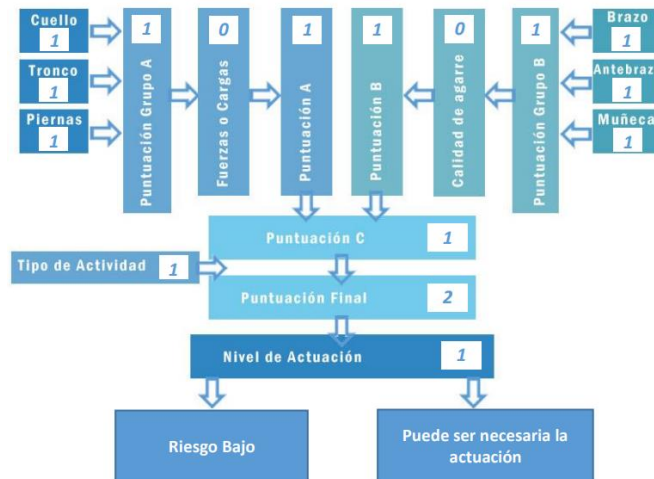 Cuello
1
Tronco
1
Piernas
1
1
Puntuación Grupo A
0
Fuerzas o Cargas
1
Puntuación A
1
Puntuación B
0
Calidad de agarre
1
Puntuación Grupo B
Brazo
1
Antebraz
1
Muñeca
1
Puntuación C 1
Tipo de Actividad 1
Puntuación Final 2
Nivel de Actuación 1
Riesgo Bajo
Puede ser necesaria la
actuación